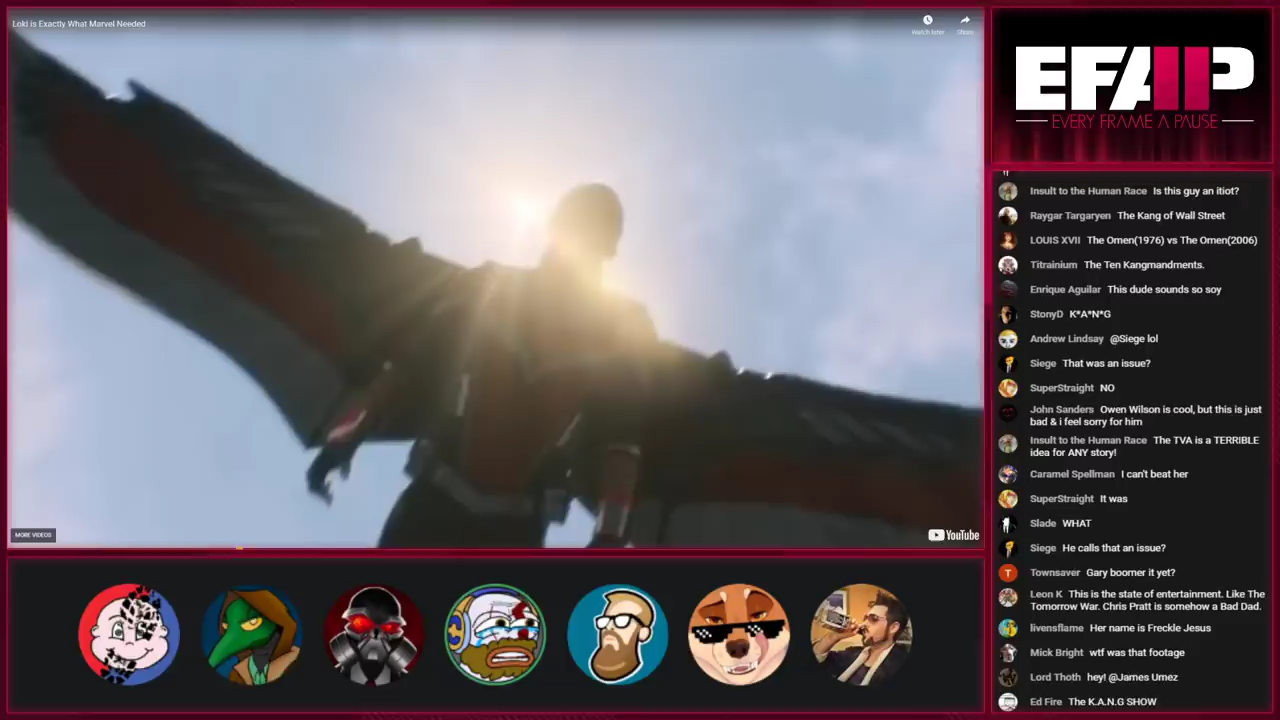 Loki is Exactly What Marvel Needed
Watch later
Share
MORE VIDEOS
YouTube
EFAP
EVERY FRAME A PAUSE
Insult to the Human Race Is this guy an itiot?
Raygar Targaryen The Kang of Wall Street
LOUIS XVII The Omen(1976) vs The Omen(2006)
Titrainium The Ten Kangmandments.
Enrique Aguilar This dude sounds so soy
StonyD K*A*N*G
Andrew Lindsay @Siege lol
Siege That was an issue?
SuperStraight NO
John Sanders Owen Wilson is cool, but this is just
bad & i feel sorry for him
Insult to the Human Race The TVA is a TERRIBLE
idea for ANY story!
Caramel Spellman I can't beat her
SuperStraight It was
Slade WHAT
Siege He calls that an issue?
T
Townsaver Gary boomer it yet?
Leon K This is the state of entertainment. Like The
Tomorrow War. Chris Pratt is somehow a Bad Dad.
livensflame Her name is Freckle Jesus
Mick Bright wtf was that footage
Lord Thoth hey! @James Umez
Ed Fire The K.A.N.G SHOW